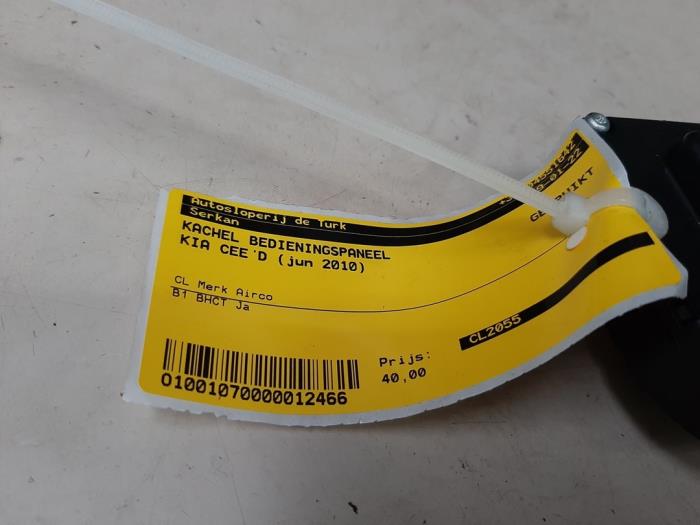 Autosloperij de Turk
Serkan
GEBRUIKT
KACHEL BEDIENINGSPANEEL
KIA CEE'D (jun 2010)
CL Merk Airco
B1 BHCT Ja
CL2055
Prijs:
40,00
O1001070000012466